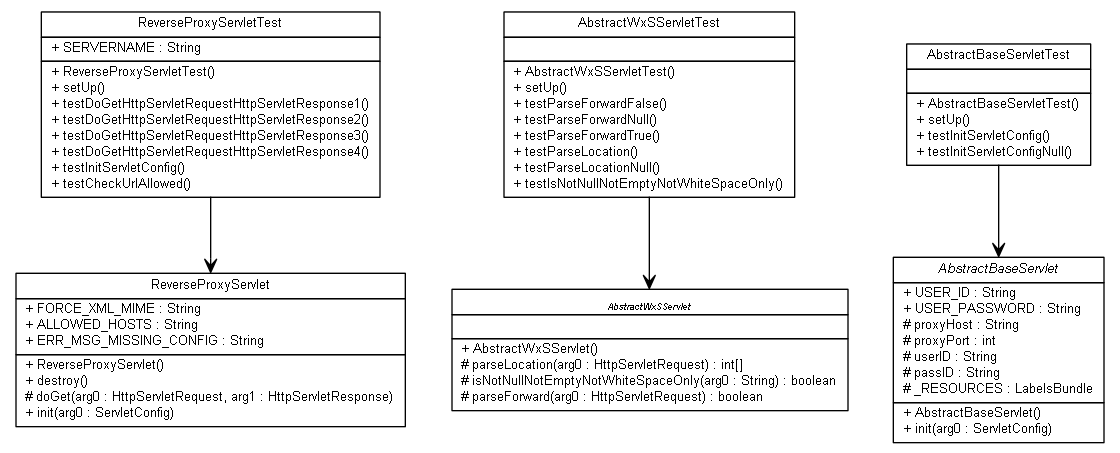 ReverseProxyServletTest
+ SERVERNAME : String
+ ReverseProxyServletTest()
+ setUp()
+ testDoGetHttpServletRequestHttpServletResponse1()
+ testDoGetHttpServletRequestHttpServletResponse2()
+ testDoGetHttpServletRequestHttpServletResponse3()
+ testDoGetHttpServletRequestHttpServletResponse4()
+ testInitServletConfig()
+ testCheckUrlAllowed()
AbstractWxSServletTest
+ AbstractWxSServletTest()
+ setUp()
+ testParseForwardFalse()
+ testParseForwardNull()
+ testParseForwardTrue()
+ testParseLocation()
+ testParseLocationNull()
+ testIsNotNullNotEmptyNotWhiteSpaceOnly()
AbstractBaseServletTest
+ AbstractBaseServletTest()
+ setUp()
+ testInitServletConfig()
+ testInitServletConfigNull()
ReverseProxyServlet
+ FORCE_XML_MIME : String
+ ALLOWED_HOSTS : String
+ ERR_MSG_MISSING_CONFIG : String
+ ReverseProxyServlet()
+ destroy()
# doGet(arg0 : HttpServletRequest, arg1 : HttpServletResponse)
+ init(arg0 : ServletConfig)
AbstractWxSServlet
+ AbstractWxSServlet()
# parseLocation(arg0 : HttpServletRequest) : int[]
# isNotNullNotEmptyNotWhiteSpaceOnly(arg0 : String) : boolean
# parseForward(arg0 : HttpServletRequest) : boolean
AbstractBaseServlet
+ USER_ID : String
+ USER_PASSWORD : String
# proxyHost : String
# proxyPort : int
# userID : String
# passID : String
# _RESOURCES : LabelsBundle
+ AbstractBaseServlet()
+ init(arg0 : ServletConfig)